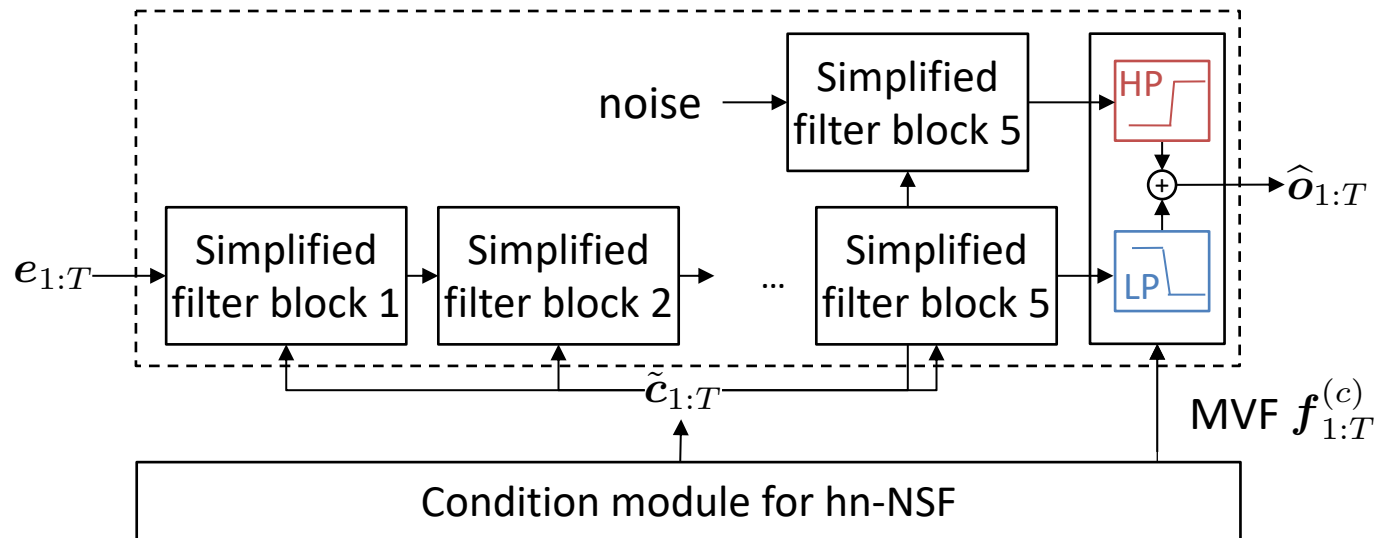 Simplified
filter block 5
noise
HP
+
𝒐̂₁:T
Simplified
filter block 1
Simplified
filter block 2
...
Simplified
filter block 5
𝒆₁:T
LP
𝒄̃₁:T
MVF 𝒇₁:T⁽ᶜ⁾
Condition module for hn-NSF